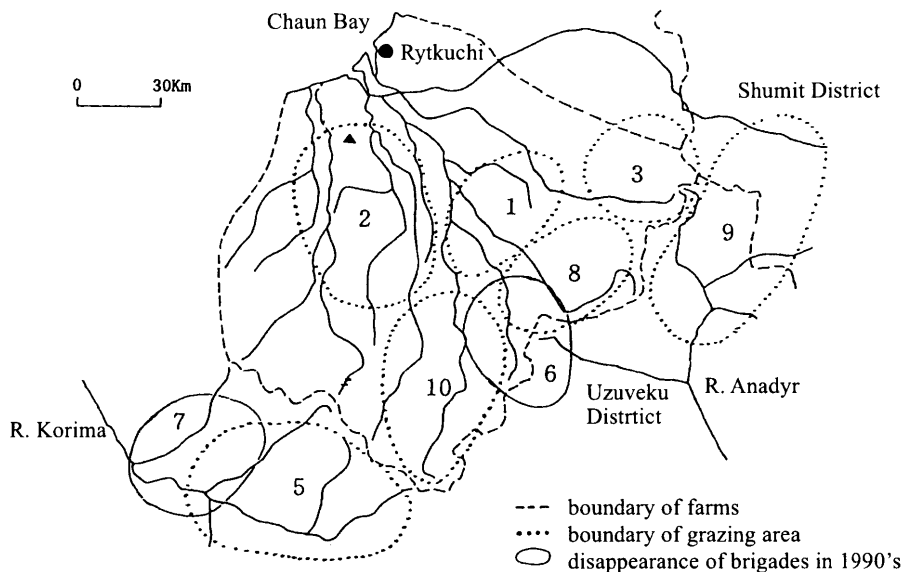 Chaun Bay
Rytkuchi
0 30Km
Shumit District
3
1
2
9
8
10
6
Uzuveku
Distrtict
R. Anadyr
7
R. Korima
5
boundary of farms
boundary of grazing area
disappearance of brigades in 1990's